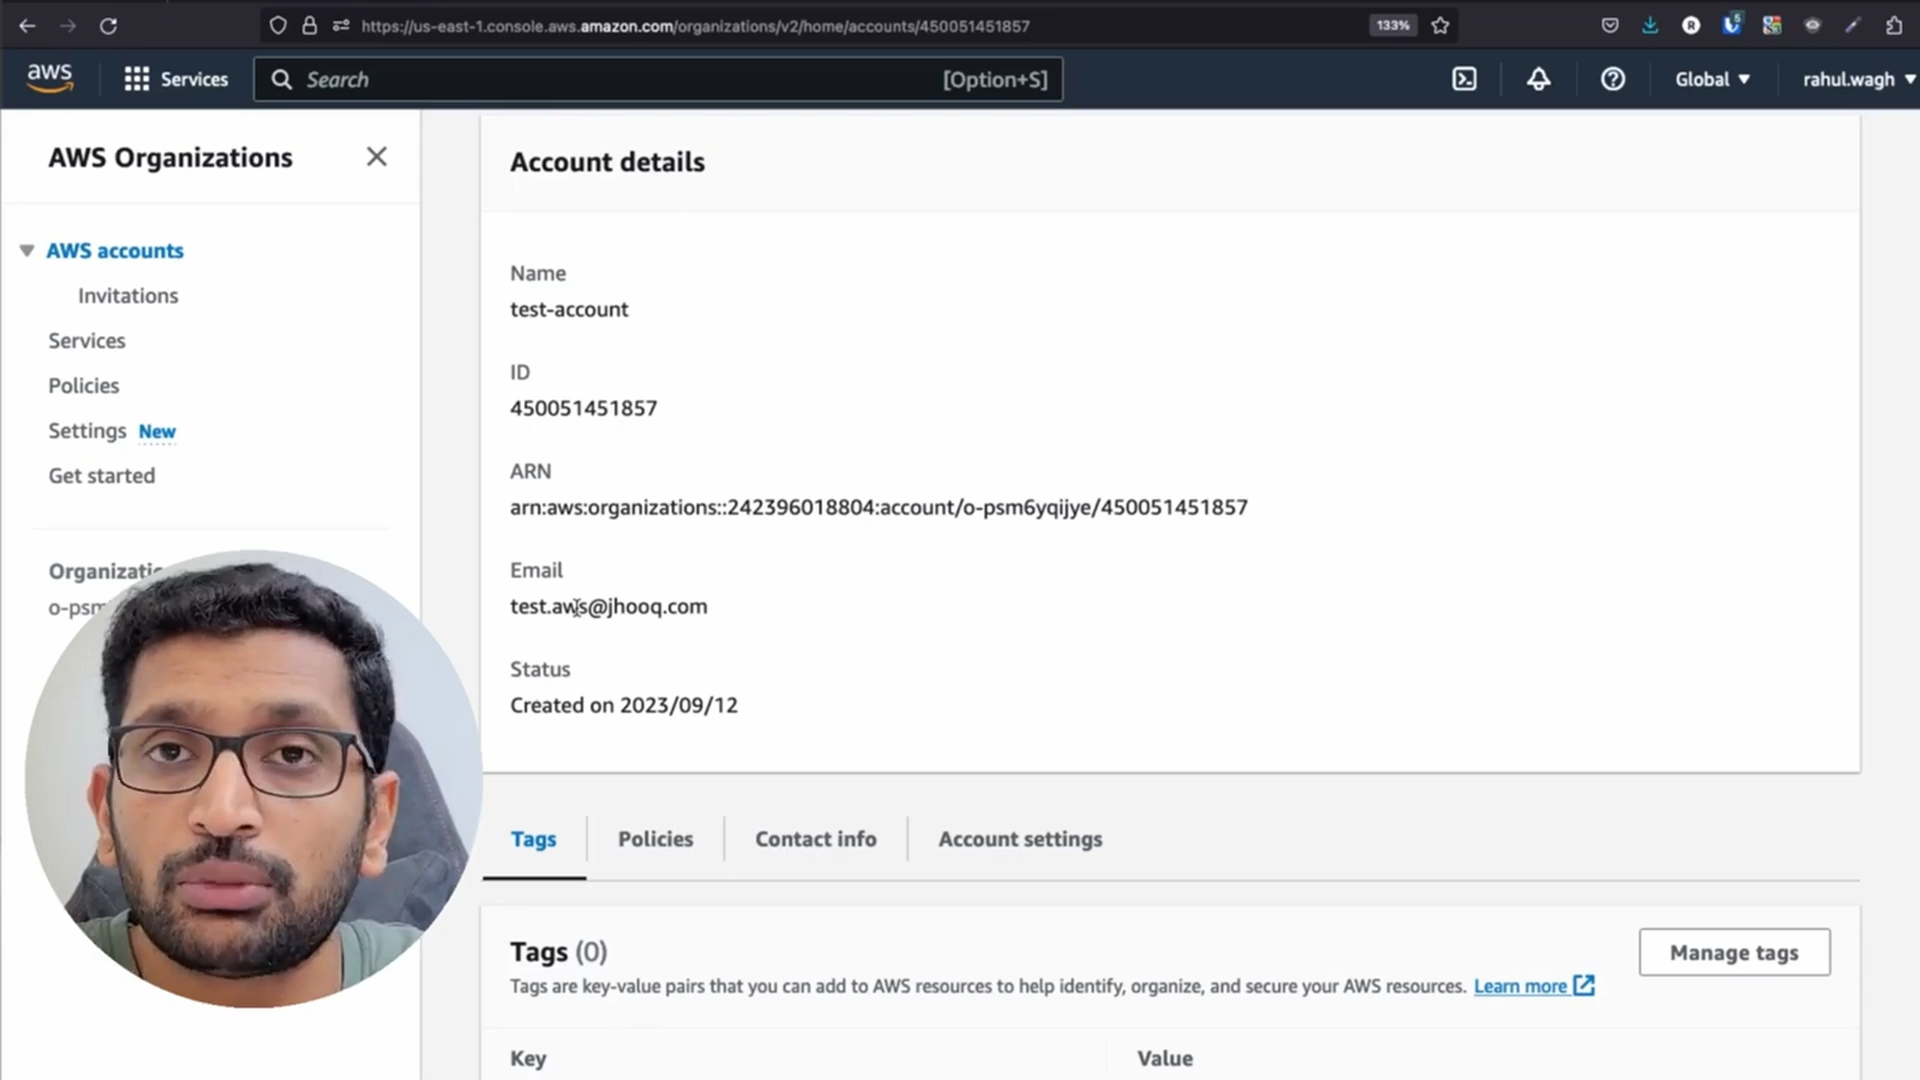 https://us-east-1.console.aws.amazon.com/organizations/v2/home/accounts/450051451857
133%
aws
Services
Search
[Option+S]
Global
rahul.wagh
AWS Organizations
AWS accounts
Invitations
Services
Policies
Settings New
Get started
Organizatio
o-psm
Account details
Name
test-account
ID
450051451857
ARN
arn:aws:organizations::242396018804:account/o-psm6yqijye/450051451857
Email
test.aws@jhooq.com
Status
Created on 2023/09/12
Tags
Policies
Contact info
Account settings
Tags (0)
Manage tags
Tags are key-value pairs that you can add to AWS resources to help identify, organize, and secure your AWS resources. Learn more
Key
Value